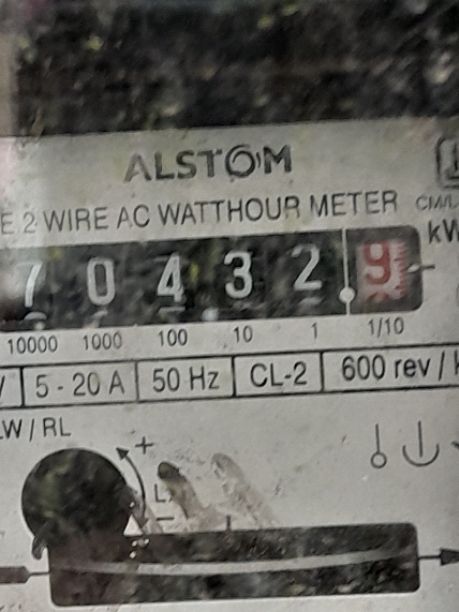 ALSTOM
E 2 WIRE AC WATTHOUR METER
kW
7 0 4 3 2 9
10000 1000 100 10 1 1/10
5 - 20 A 50 Hz CL-2 600 rev /
W / RL
+
L
-